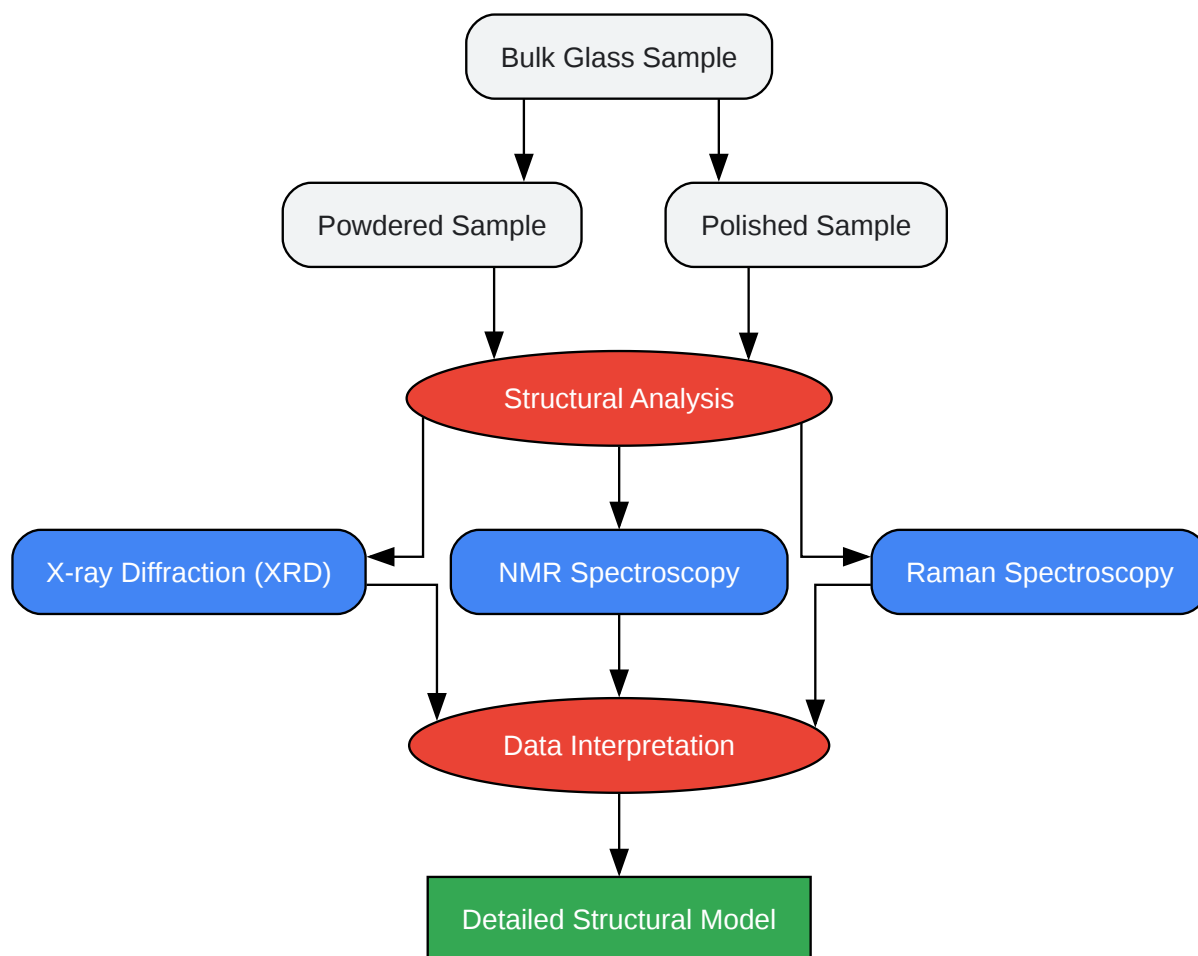 Bulk Glass Sample
Powdered Sample
Polished Sample
Structural Analysis
X-ray Diffraction (XRD)
NMR Spectroscopy
Raman Spectroscopy
Data Interpretation
Detailed Structural Model